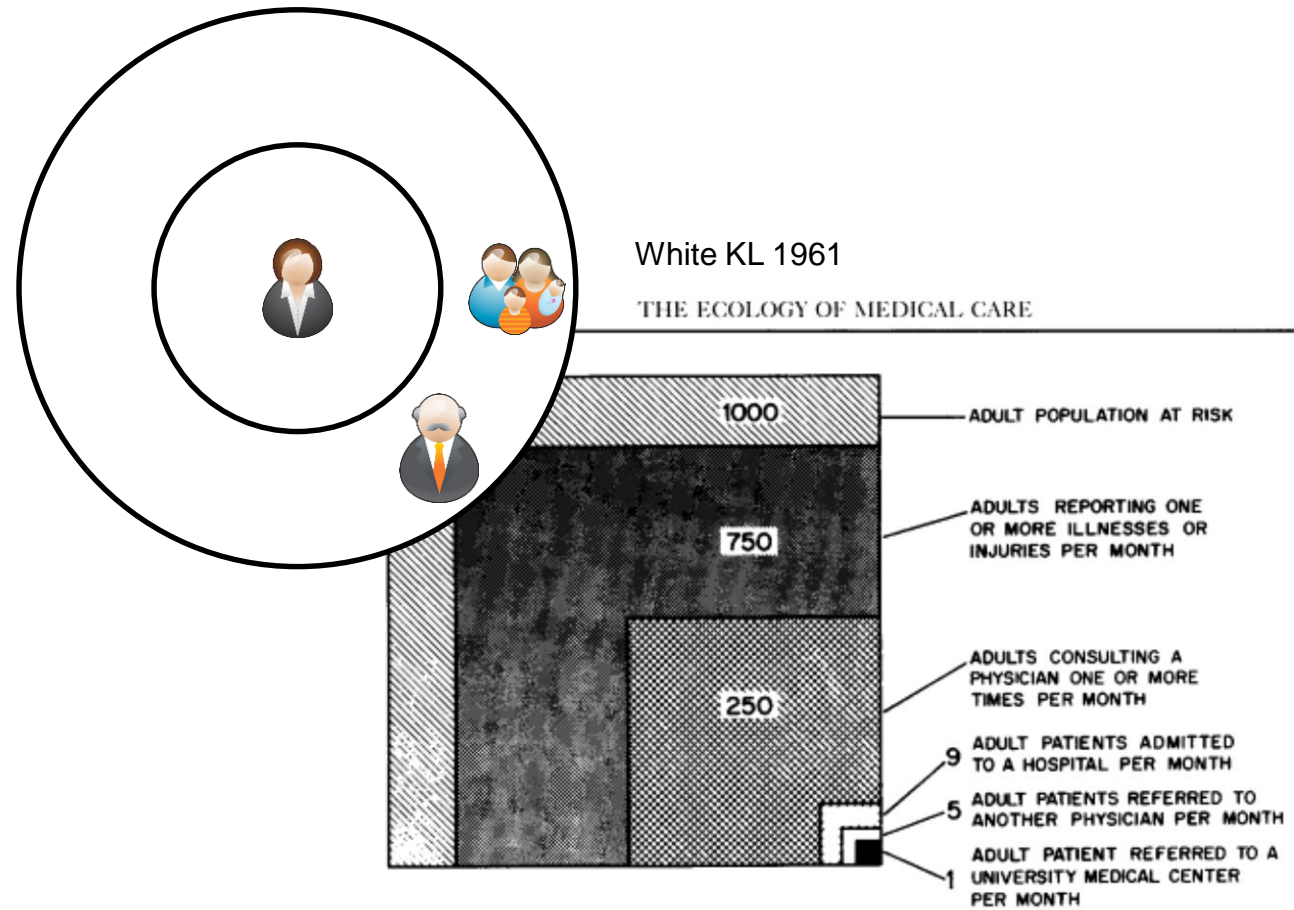 White KL 1961
THE ECOLOGY OF MEDICAL CARE
1000
ADULT POPULATION AT RISK
750
ADULTS REPORTING ONE
OR MORE ILLNESSES OR
INJURIES PER MONTH
250
ADULTS CONSULTING A
PHYSICIAN ONE OR MORE
TIMES PER MONTH
9
ADULT PATIENTS ADMITTED
TO A HOSPITAL PER MONTH
5
ADULT PATIENTS REFERRED TO
ANOTHER PHYSICIAN PER MONTH
1
ADULT PATIENT REFERRED TO A
UNIVERSITY MEDICAL CENTER
PER MONTH